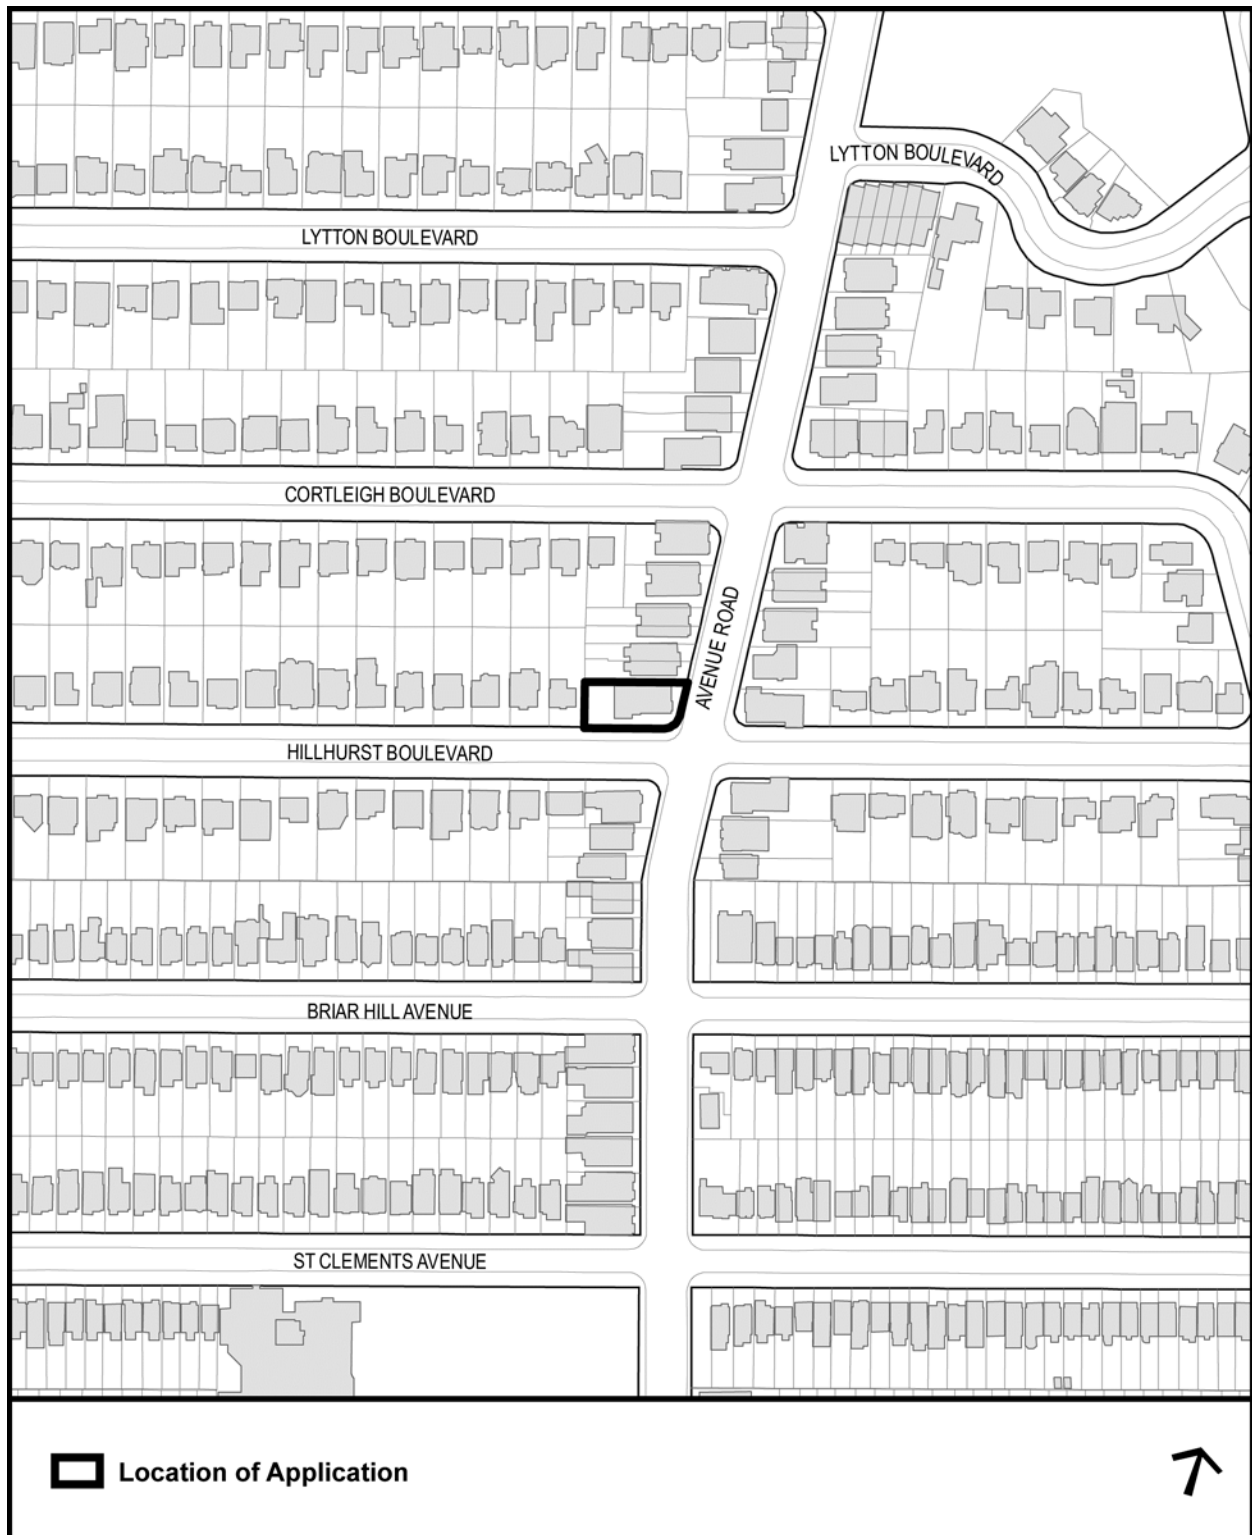 LYTTON BOULEVARD
LYTTON BOULEVARD
CORTLEIGH BOULEVARD
AVENUE ROAD
HILLHURST BOULEVARD
BRIAR HILL AVENUE
ST CLEMENTS AVENUE
Location of Application